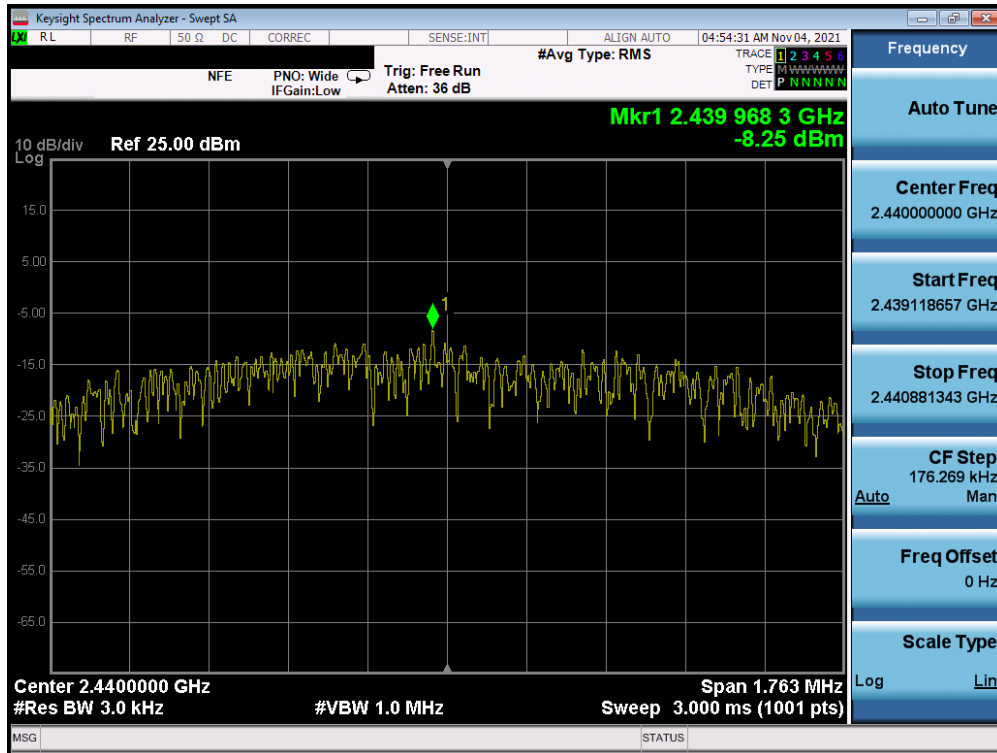 Keysight Spectrum Analyzer - Swept SA
LXI RL RF 50 Ω DC CORREC SENSE:INT ALIGN AUTO 04:54:31 AM Nov 04, 2021
#Avg Type: RMS TRACE 1 2 3 4 5 6
NFE PNO: Wide Trig: Free Run TYPE M W W W W W
IFGain:Low Atten: 36 dB DET P N N N N N
Mkr1 2.439 968 3 GHz
-8.25 dBm
10 dB/div Ref 25.00 dBm
Log
15.0
5.00
1
-5.00
-15.0
-25.0
-35.0
-45.0
-55.0
-65.0
Center 2.4400000 GHz Span 1.763 MHz
#Res BW 3.0 kHz #VBW 1.0 MHz Sweep 3.000 ms (1001 pts)
MSG STATUS
Frequency
Auto Tune
Center Freq
2.440000000 GHz
Start Freq
2.439118657 GHz
Stop Freq
2.440881343 GHz
CF Step
176.269 kHz
Auto Man
Freq Offset
0 Hz
Scale Type
Log Lin